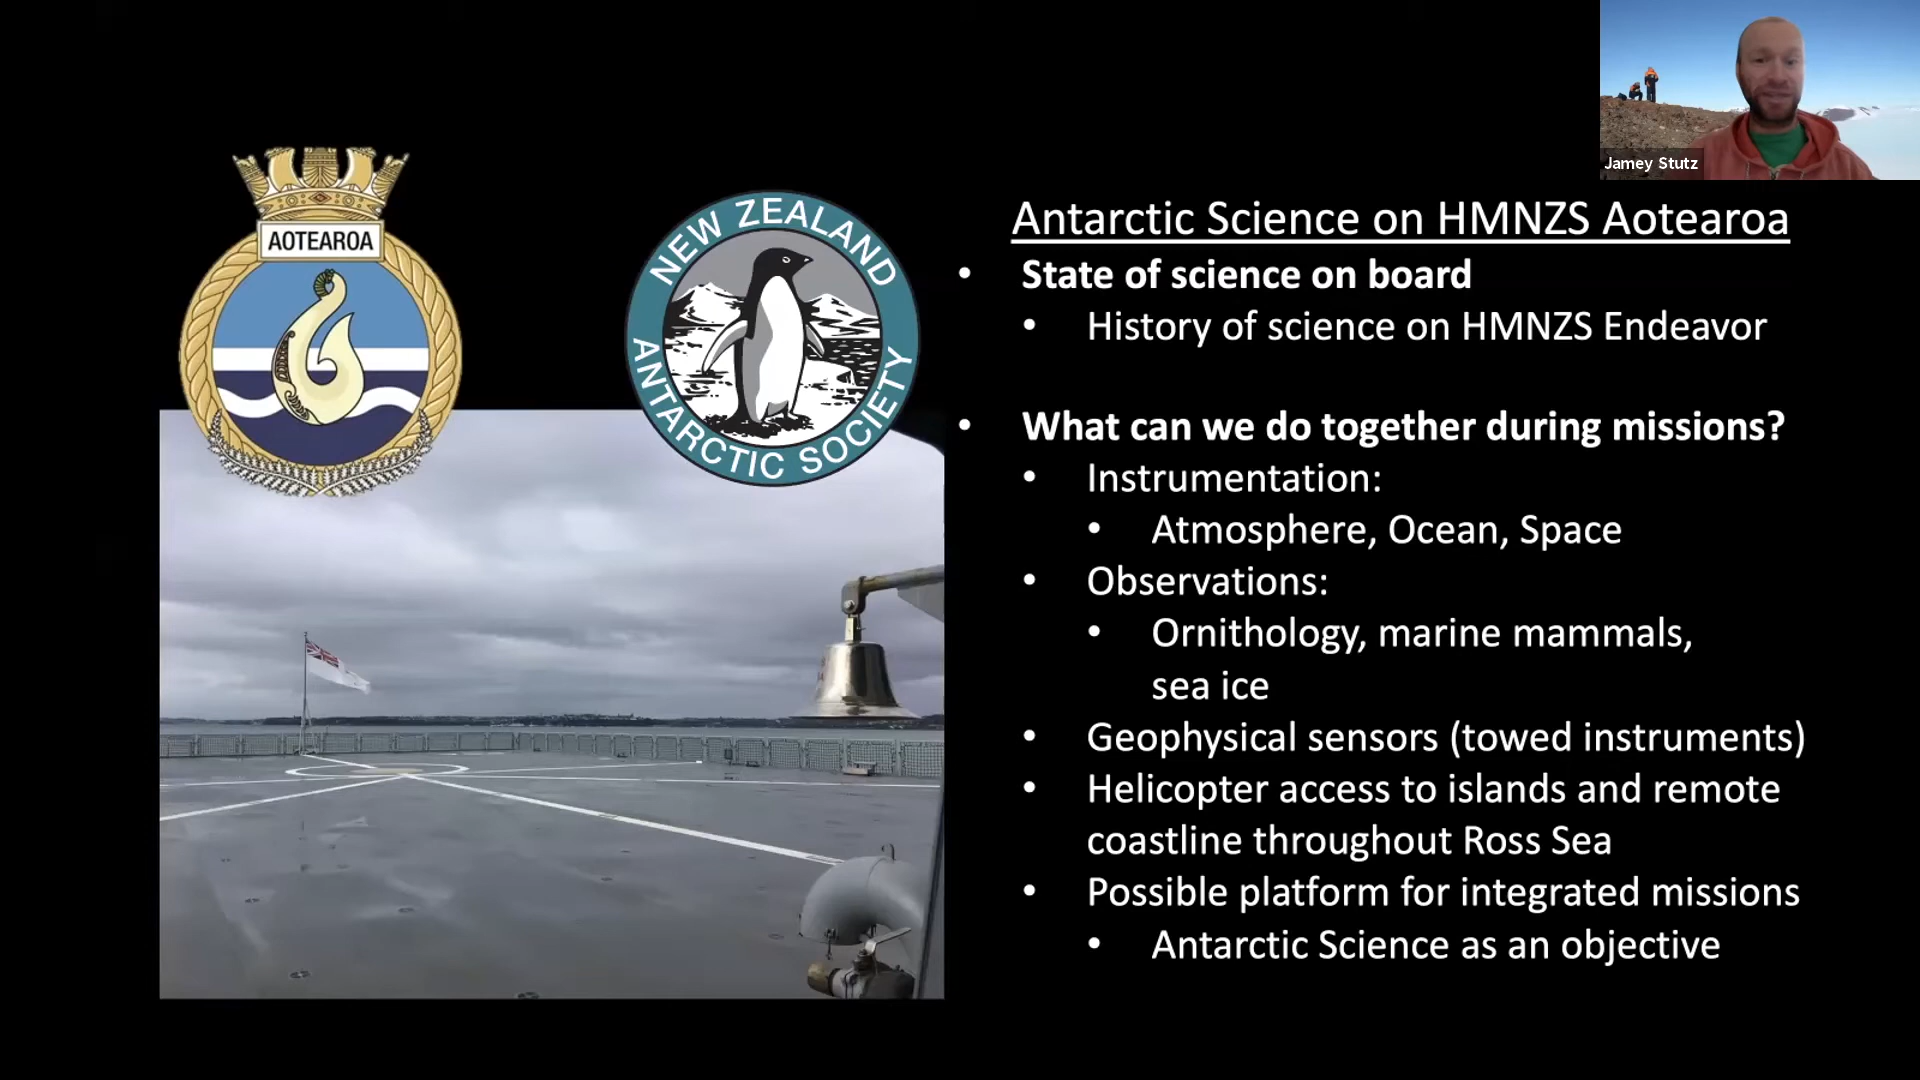 Jamey Stutz
AOTEAROA
NEW ZEALAND
ANTARCTIC SOCIETY
Antarctic Science on HMNZS Aotearoa
• State of science on board
• History of science on HMNZS Endeavor
• What can we do together during missions?
• Instrumentation:
• Atmosphere, Ocean, Space
• Observations:
• Ornithology, marine mammals,
sea ice
• Geophysical sensors (towed instruments)
• Helicopter access to islands and remote
coastline throughout Ross Sea
• Possible platform for integrated missions
• Antarctic Science as an objective